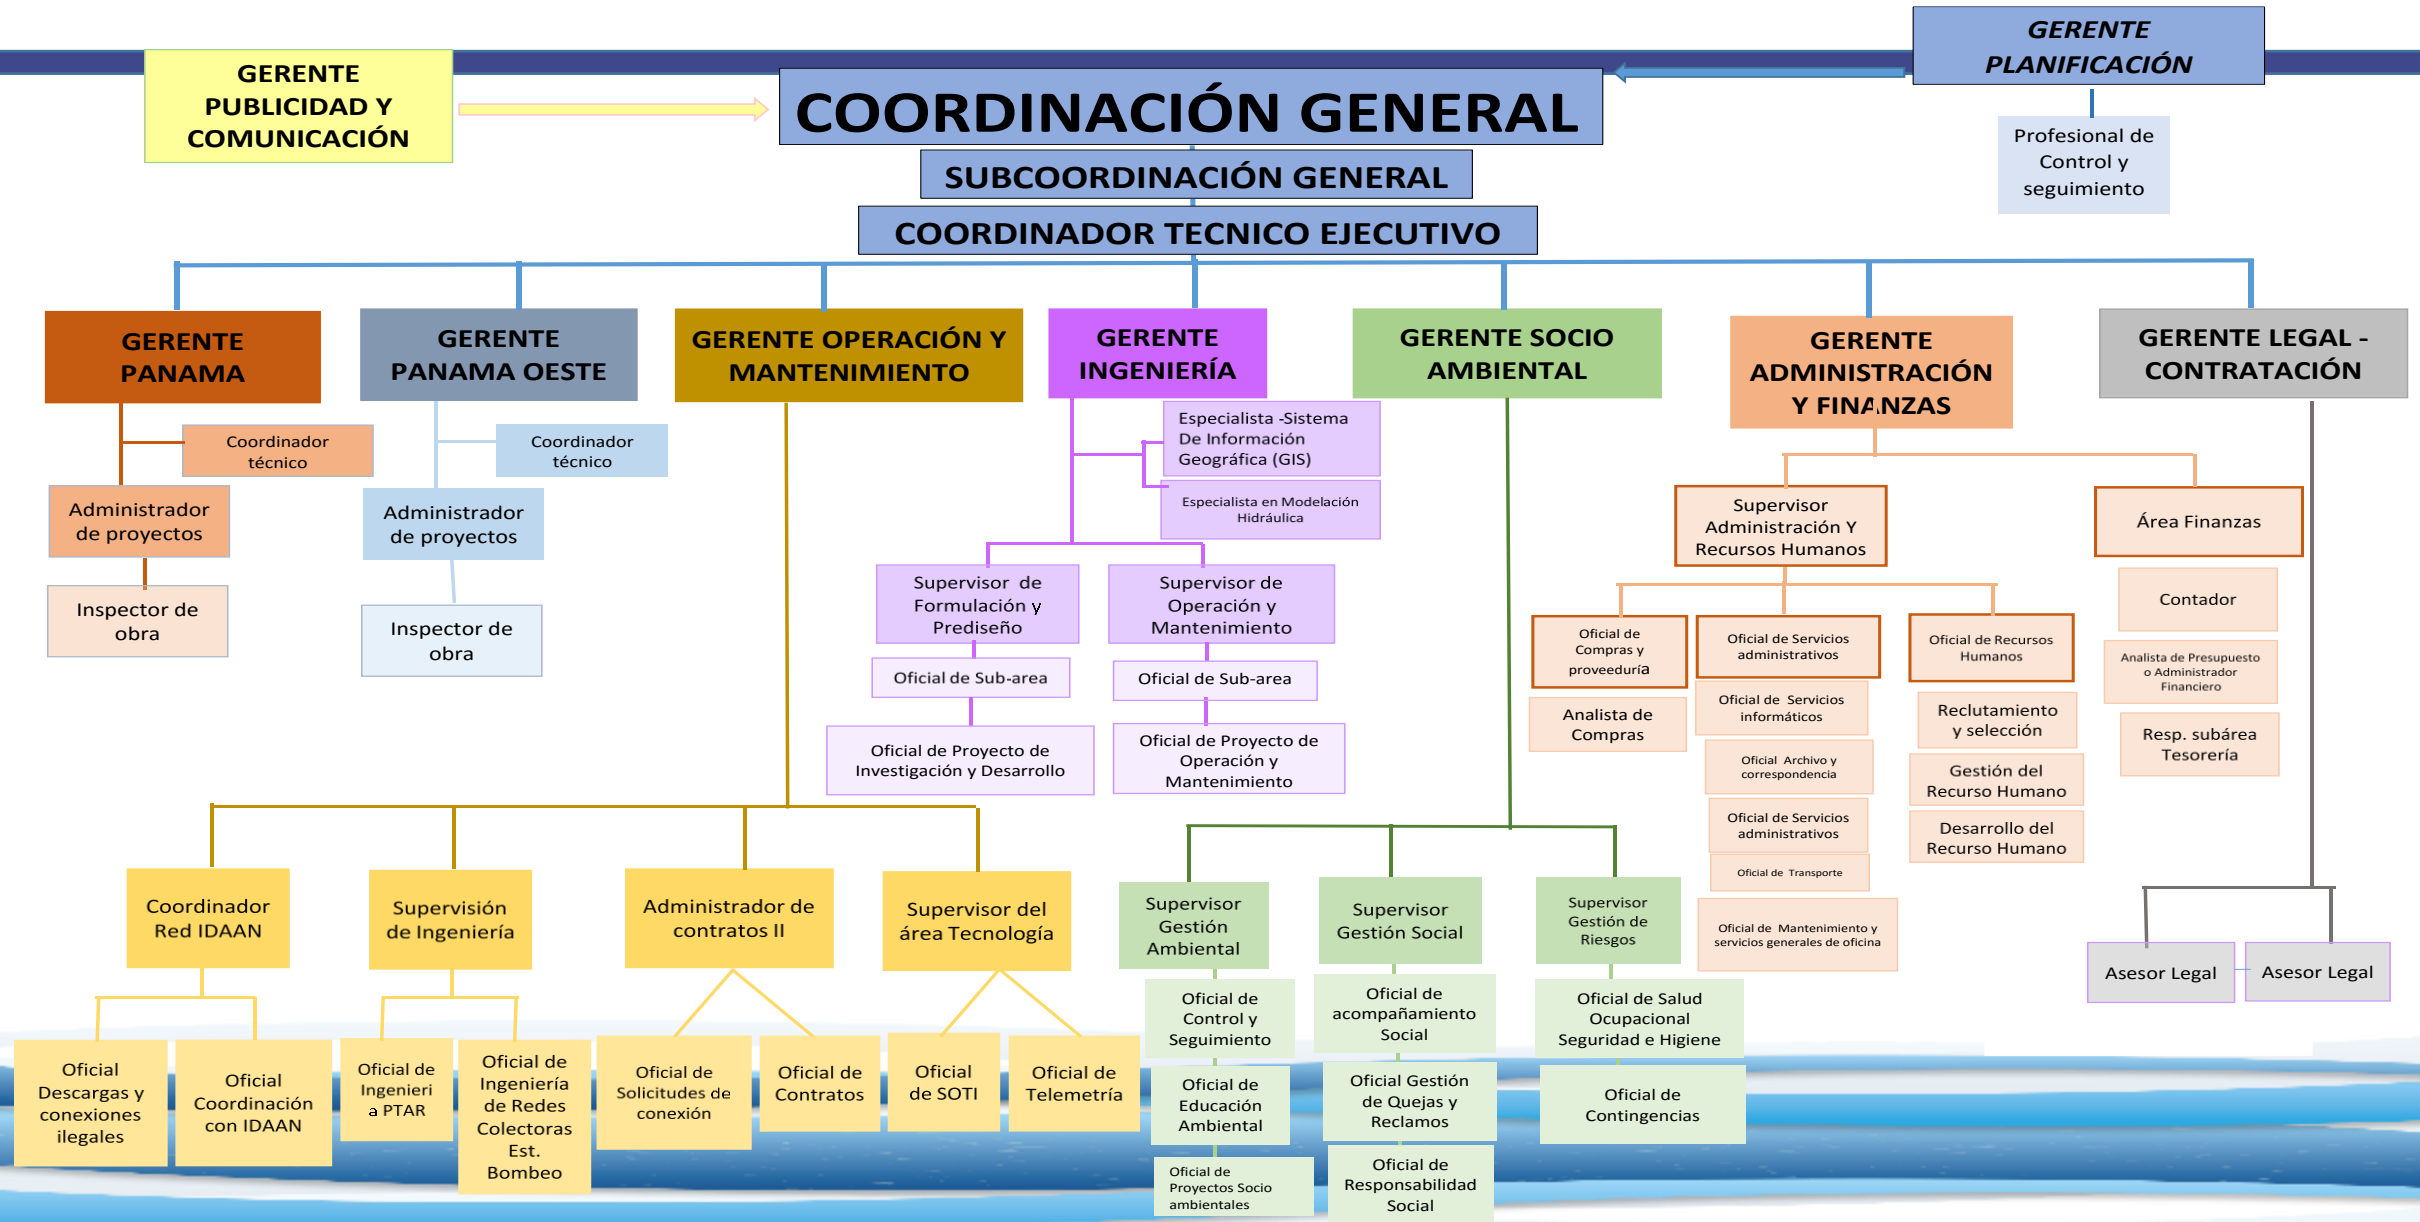 GERENTE
PUBLICIDAD Y
COMUNICACIÓN
COORDINACIÓN GENERAL
SUBCOORDINACIÓN GENERAL
COORDINADOR TECNICO EJECUTIVO
GERENTE
PLANIFICACIÓN
Profesional de
Control y
seguimiento
GERENTE
PANAMA
Coordinador
técnico
Administrador
de proyectos
Inspector de
obra
GERENTE
PANAMA OESTE
Coordinador
técnico
Administrador
de proyectos
Inspector de
obra
GERENTE OPERACIÓN Y
MANTENIMIENTO
Coordinador
Red IDAAN
Oficial
Descargas y
conexiones
ilegales
Oficial
Coordinación
con IDAAN
Supervisión
de Ingeniería
Oficial de
Ingenieri
a PTAR
Oficial de
Ingeniería
de Redes
Colectoras
Est.
Bombeo
Administrador de
contratos II
Oficial de
Solicitudes de
conexión
Oficial de
Contratos
Supervisor del
área Tecnología
Oficial
de SOTI
Oficial de
Telemetría
GERENTE
INGENIERÍA
Especialista -Sistema
De Información
Geográfica (GIS)
Especialista en Modelación
Hidráulica
Supervisor de
Formulación y
Prediseño
Oficial de Sub-area
Oficial de Proyecto de
Investigación y Desarrollo
Supervisor de
Operación y
Mantenimiento
Oficial de Sub-area
Oficial de Proyecto de
Operación y
Mantenimiento
GERENTE SOCIO
AMBIENTAL
Supervisor
Gestión
Ambiental
Oficial de
Control y
Seguimiento
Oficial de
Educación
Ambiental
Oficial de
Proyectos Socio
ambientales
Supervisor
Gestión Social
Oficial de
acompañamiento
Social
Oficial Gestión
de Quejas y
Reclamos
Oficial de
Responsabilidad
Social
Supervisor
Gestión de
Riesgos
Oficial de Salud
Ocupacional
Seguridad e Higiene
Oficial de
Contingencias
GERENTE
ADMINISTRACIÓN
Y FINANZAS
Supervisor
Administración Y
Recursos Humanos
Oficial de
Compras y
proveeduría
Analista de
Compras
Oficial de Servicios
administrativos
Oficial de Servicios
informáticos
Oficial Archivo y
correspondencia
Oficial de Servicios
administrativos
Oficial de Transporte
Oficial de Mantenimiento y
servicios generales de oficina
Oficial de Recursos
Humanos
Reclutamiento
y selección
Gestión del
Recurso Humano
Desarrollo del
Recurso Humano
Área Finanzas
Contador
Analista de Presupuesto
o Administrador
Financiero
Resp. subárea
Tesorería
GERENTE LEGAL -
CONTRATACIÓN
Asesor Legal
Asesor Legal